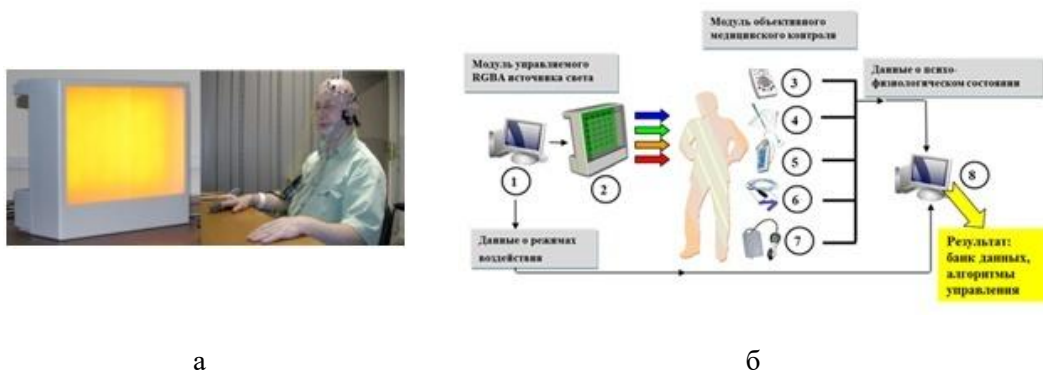 Модуль объективного
медицинского контроля
Модуль управляемого
RGBA источника света
Данные о психо-
физиологическом состоянии
3
4
5
6
7
1
2
8
Данные о режимах
воздействия
Результат:
банк данных,
алгоритмы
управления
а
б